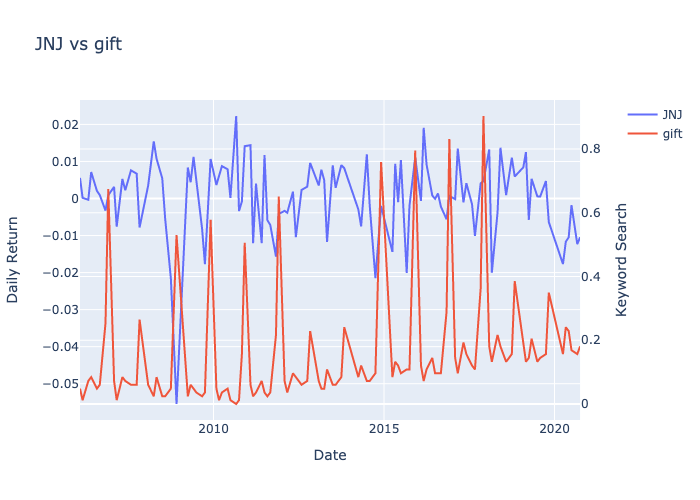 JNJ vs gift
JNJ
gift
0.02
0.01
0
−0.01
−0.02
−0.03
−0.04
−0.05
Daily Return
0.8
0.6
0.4
0.2
0
Keyword Search
2010
2015
2020
Date